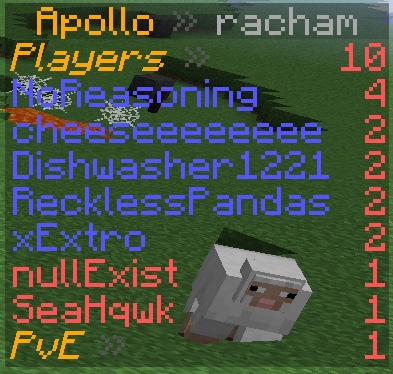 Apollo » racham
Players » 10
NoReasoning 4
cheeseeeeeeee 2
Dishwasher1221 2
RecklessPandas 2
xExtro 2
nullExist 1
SeaHqwk 1
PvE » 1